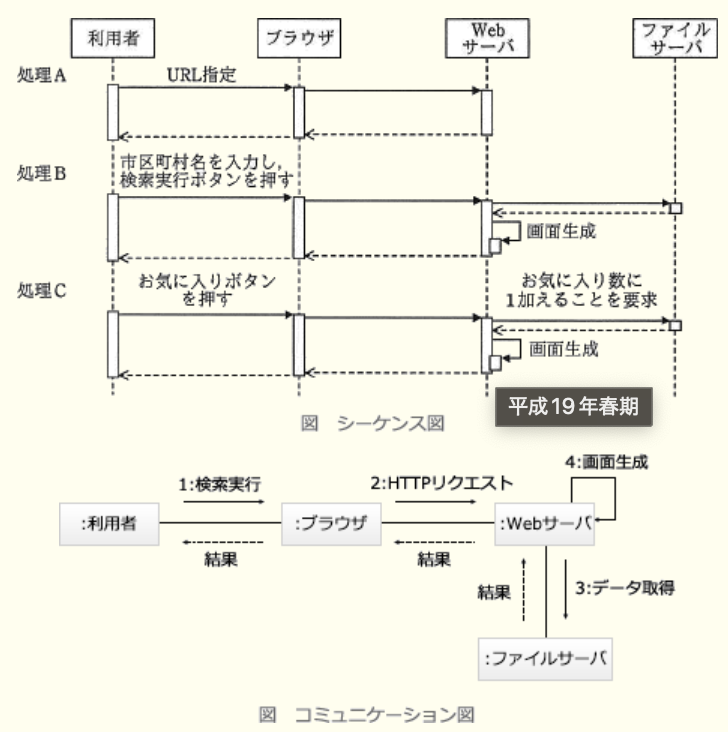 利用者
ブラウザ
Web
サーバ
ファイル
サーバ
処理A
URL指定
処理B
市区町村名を入力し,
検索実行ボタンを押す
画面生成
処理C
お気に入りボタン
を押す
お気に入り数に
1加えることを要求
画面生成
図 シーケンス図
平成19年春期
4:画面生成
1:検索実行
2:HTTPリクエスト
:利用者
:ブラウザ
:Webサーバ
結果
結果
結果
3:データ取得
:ファイルサーバ
図 コミュニケーション図